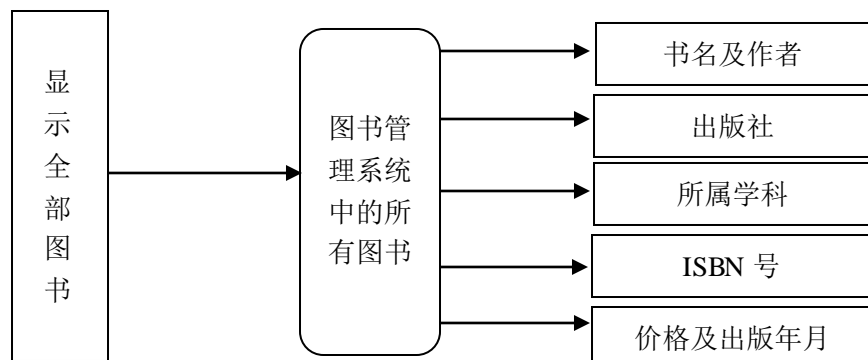 显
示
全
部
图
书
图书管
理系统
中的所
有图书
书名及作者
出版社
所属学科
ISBN 号
价格及出版年月